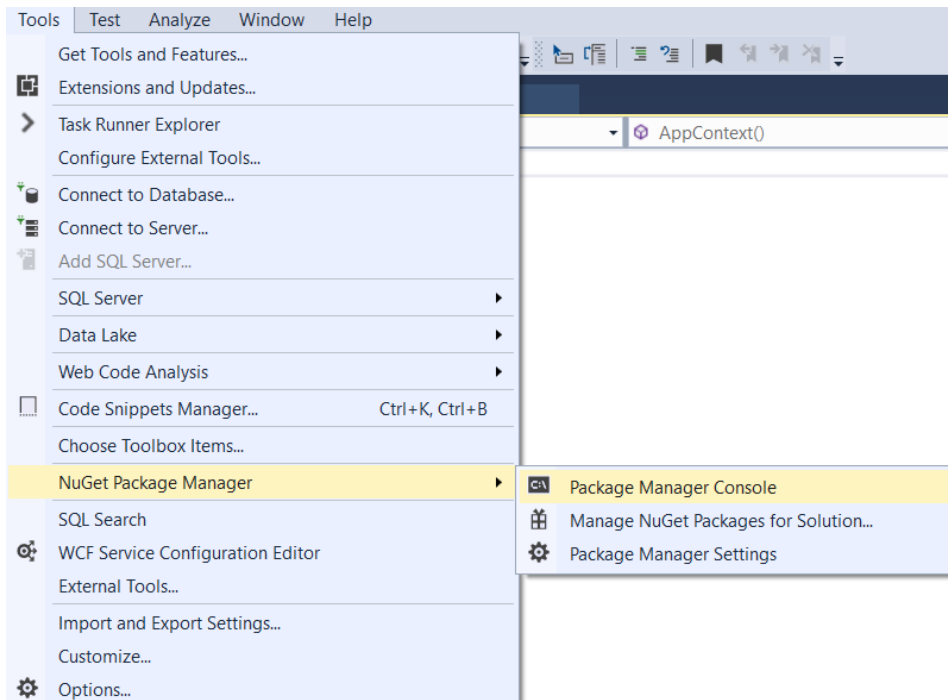 Tools Test Analyze Window Help
Get Tools and Features...
Extensions and Updates...
Task Runner Explorer
AppContext()
Configure External Tools...
Connect to Database...
Connect to Server...
Add SQL Server...
SQL Server
Data Lake
Web Code Analysis
Code Snippets Manager... Ctrl+K, Ctrl+B
Choose Toolbox Items...
NuGet Package Manager
C:\ Package Manager Console
Manage NuGet Packages for Solution...
Package Manager Settings
SQL Search
WCF Service Configuration Editor
External Tools...
Import and Export Settings...
Customize...
Options...